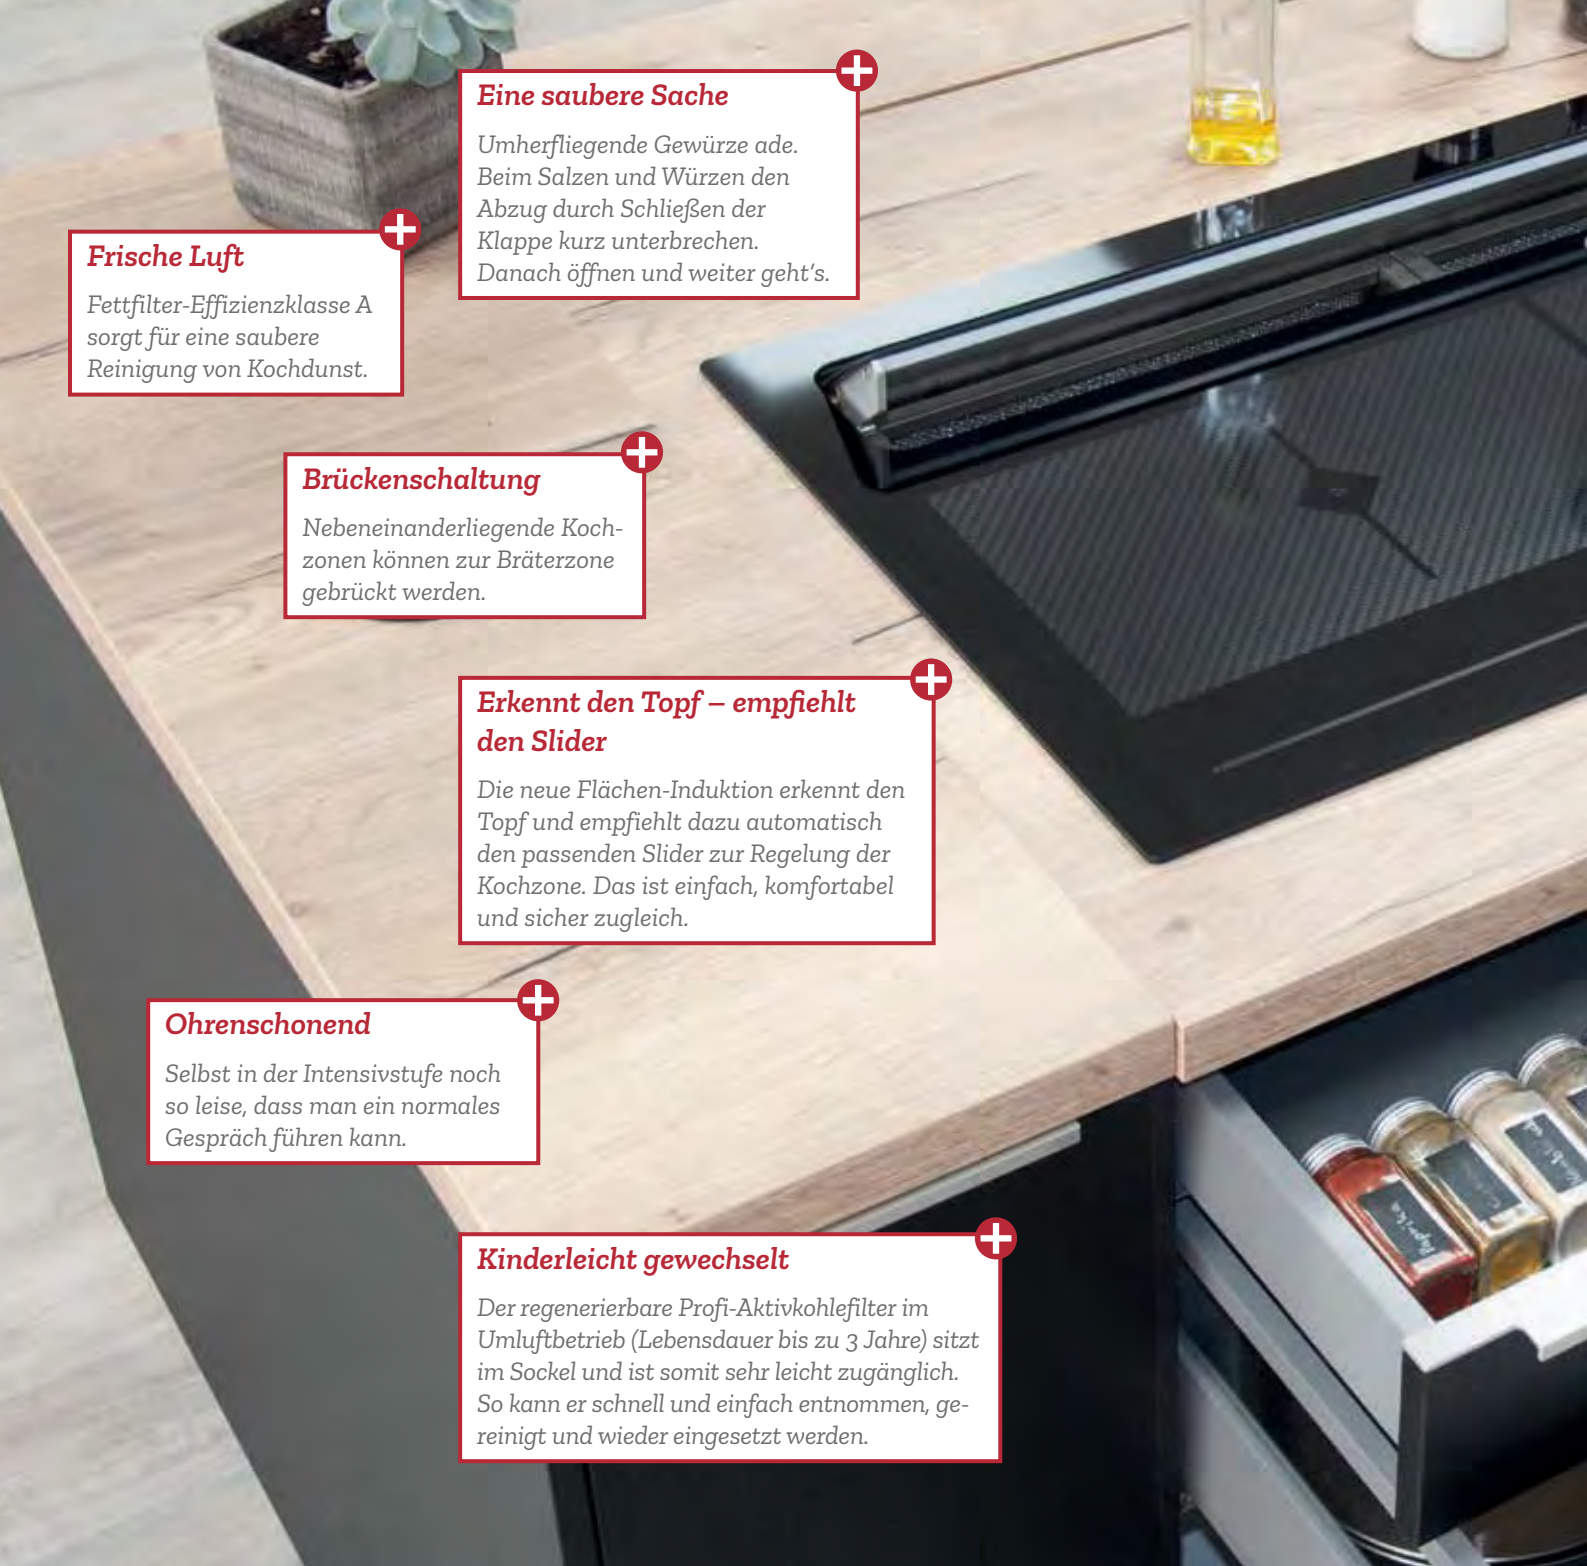 Eine saubere Sache
Umherfliegende Gewürze ade.
Beim Salzen und Würzen den
Abzug durch Schließen der
Klappe kurz unterbrechen.
Danach öffnen und weiter geht’s.
Frische Luft
Fettfilter-Effizienzklasse A
sorgt für eine saubere
Reinigung von Kochdunst.
Brückenschaltung
Nebeneinanderliegende Koch-
zonen können zur Bräterzone
gebrückt werden.
Erkennt den Topf – empfiehlt
den Slider
Die neue Flächen-Induktion erkennt den
Topf und empfiehlt dazu automatisch
den passenden Slider zur Regelung der
Kochzone. Das ist einfach, komfortabel
und sicher zugleich.
Ohrenschonend
Selbst in der Intensivstufe noch
so leise, dass man ein normales
Gespräch führen kann.
Kinderleicht gewechselt
Der regenerierbare Profi-Aktivkohlefilter im
Umluftbetrieb (Lebensdauer bis zu 3 Jahre) sitzt
im Sockel und ist somit sehr leicht zugänglich.
So kann er schnell und einfach entnommen, ge-
reinigt und wieder eingesetzt werden.
Paprika